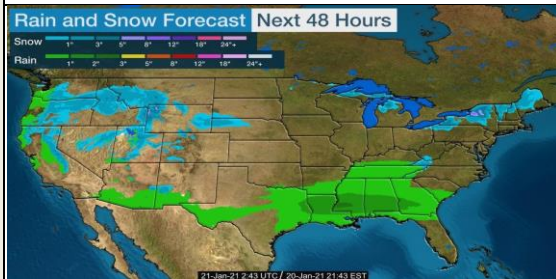 Rain and Snow Forecast Next 48 Hours
Snow
1" 3" 5" 8" 12" 18" 24"+
Rain
1" 2" 3" 5" 8" 12" 18" 24"+
21-Jan-21 2:43 UTC / 20-Jan-21 21:43 EST